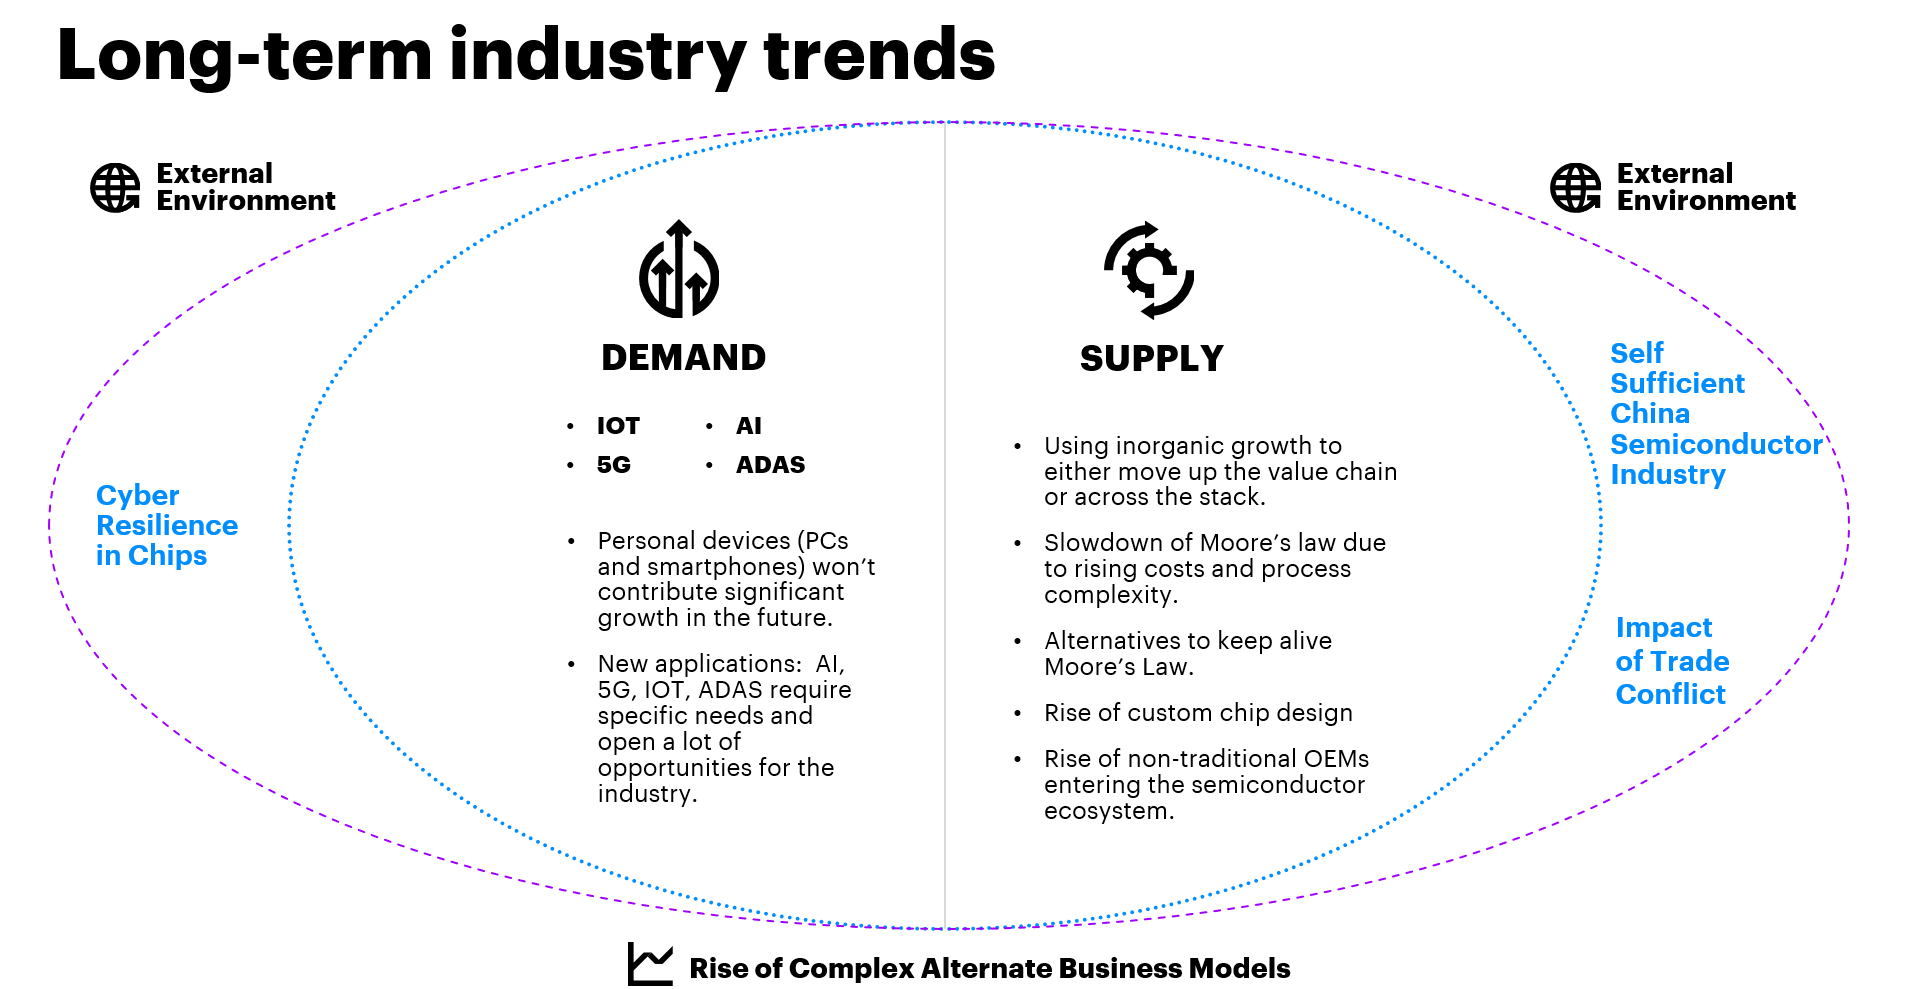 Long-term industry trends
External
Environment
External
Environment
DEMAND
• IOT
• AI
• 5G
• ADAS
• Personal devices (PCs
and smartphones) won’t
contribute significant
growth in the future.
• New applications:  AI,
5G, IOT, ADAS require
specific needs and
open a lot of
opportunities for the
industry.
SUPPLY
• Using inorganic growth to
either move up the value chain
or across the stack.
• Slowdown of Moore’s law due
to rising costs and process
complexity.
• Alternatives to keep alive
Moore’s Law.
• Rise of custom chip design
• Rise of non-traditional OEMs
entering the semiconductor
ecosystem.
Cyber
Resilience
in Chips
Self
Sufficient
China
Semiconductor
Industry
Impact
of Trade
Conflict
Rise of Complex Alternate Business Models